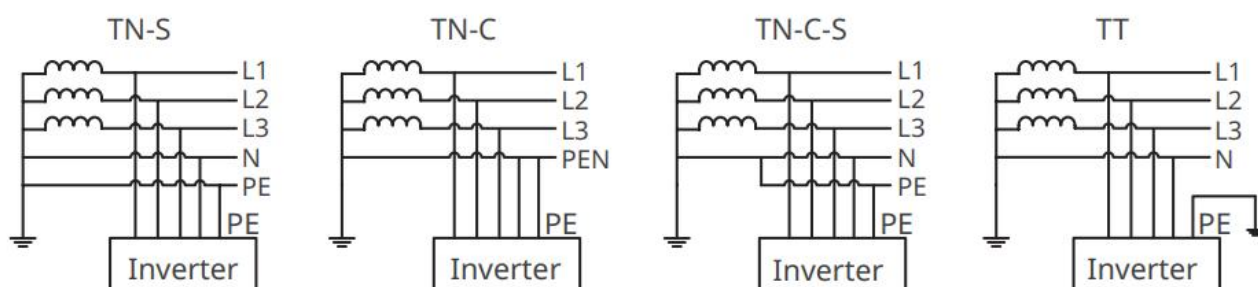 TN-S TN-C TN-C-S TT
L1 L1 L1 L1
L2 L2 L2 L2
L3 L3 L3 L3
N PEN N N
PE PE
PE PE PE PE
Inverter Inverter Inverter Inverter